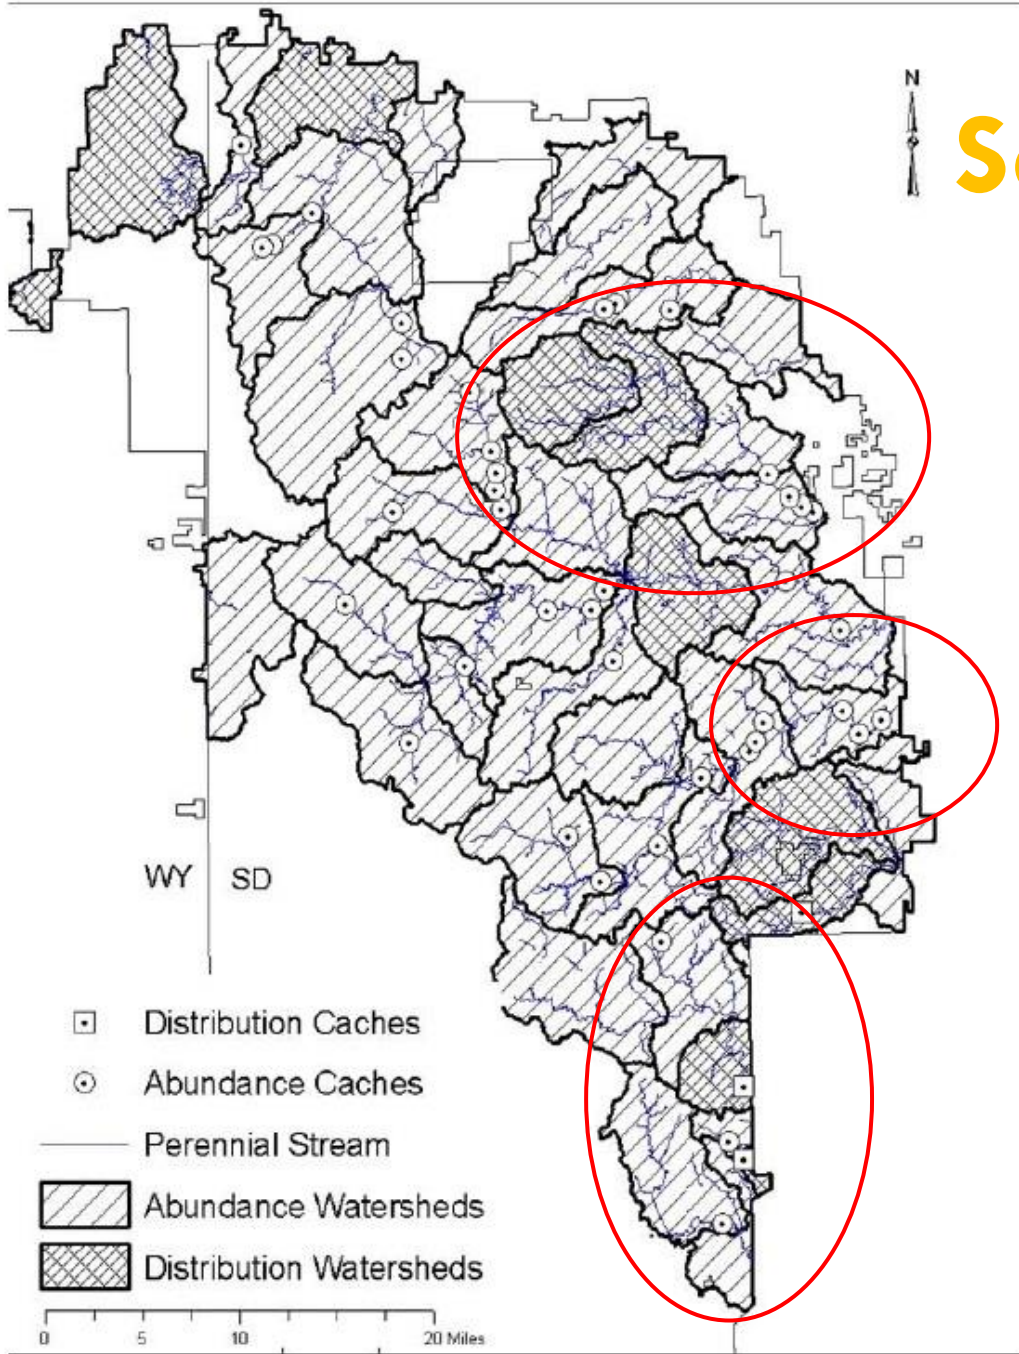 N
WY SD
Distribution Caches
Abundance Caches
Perennial Stream
Abundance Watersheds
Distribution Watersheds
0 5 10 20 Miles